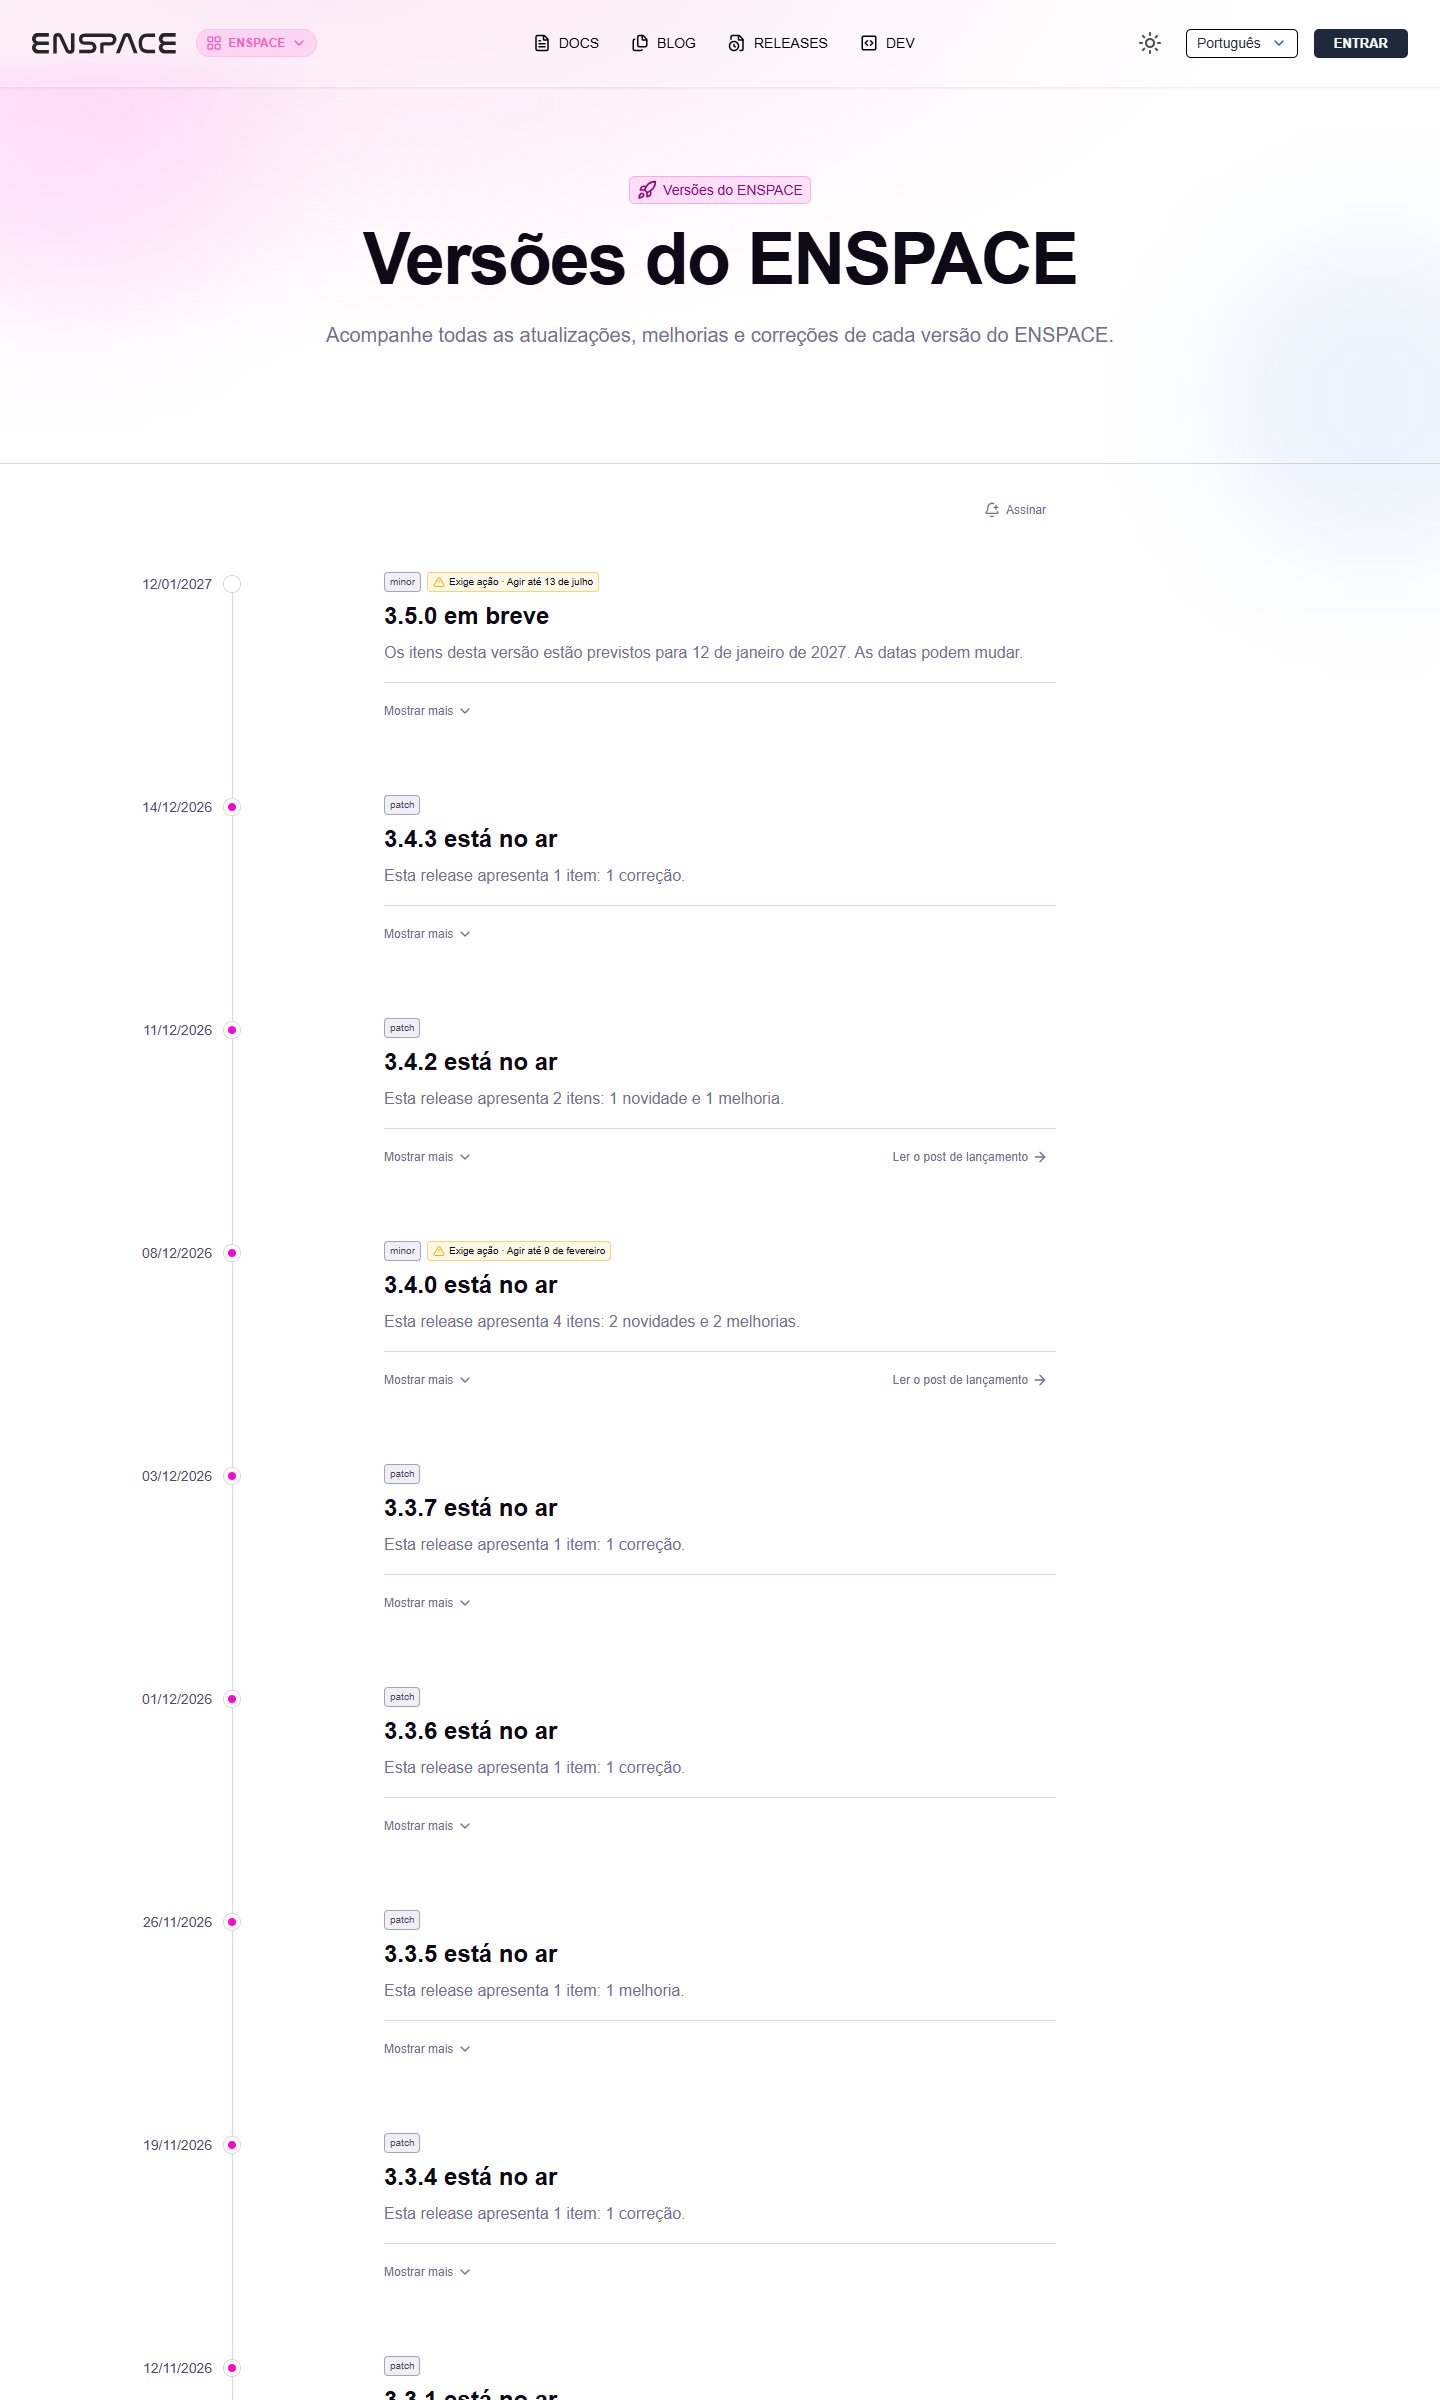 ENSPACE
ENSPACE
DOCS
BLOG
RELEASES
DEV
Português
ENTRAR
Versões do ENSPACE
Versões do ENSPACE
Acompanhe todas as atualizações, melhorias e correções de cada versão do ENSPACE.
Assinar
12/01/2027
minor
Exige ação · Agir até 13 de julho
3.5.0 em breve
Os itens desta versão estão previstos para 12 de janeiro de 2027. As datas podem mudar.
Mostrar mais
14/12/2026
patch
3.4.3 está no ar
Esta release apresenta 1 item: 1 correção.
Mostrar mais
11/12/2026
patch
3.4.2 está no ar
Esta release apresenta 2 itens: 1 novidade e 1 melhoria.
Mostrar mais
Ler o post de lançamento
08/12/2026
minor
Exige ação · Agir até 9 de fevereiro
3.4.0 está no ar
Esta release apresenta 4 itens: 2 novidades e 2 melhorias.
Mostrar mais
Ler o post de lançamento
03/12/2026
patch
3.3.7 está no ar
Esta release apresenta 1 item: 1 correção.
Mostrar mais
01/12/2026
patch
3.3.6 está no ar
Esta release apresenta 1 item: 1 correção.
Mostrar mais
26/11/2026
patch
3.3.5 está no ar
Esta release apresenta 1 item: 1 melhoria.
Mostrar mais
19/11/2026
patch
3.3.4 está no ar
Esta release apresenta 1 item: 1 correção.
Mostrar mais
12/11/2026
patch
3.3.1 está no ar